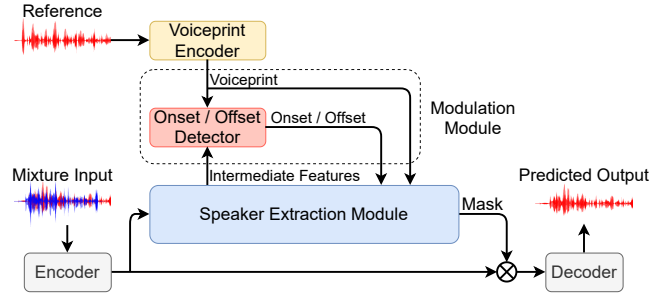 Reference
Voiceprint
Encoder
Voiceprint
Onset / Offset
Detector
Onset / Offset
Modulation
Module
Intermediate Features
Mixture Input
Predicted Output
Speaker Extraction Module
Mask
Encoder
Decoder